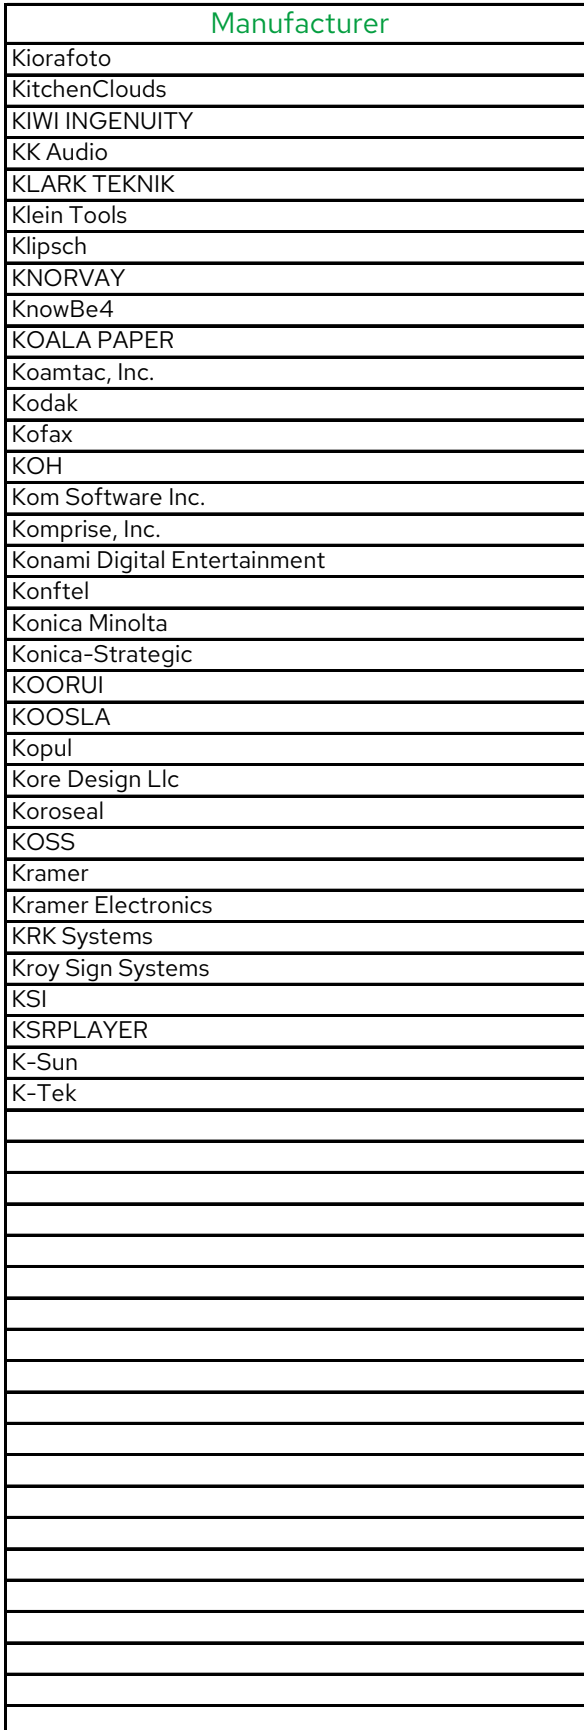 Manufacturer
Kiorafoto
KitchenClouds
KIWI INGENUITY
KK Audio
KLARK TEKNIK
Klein Tools
Klipsch
KNORVAY
KnowBe4
KOALA PAPER
Koamtac, Inc.
Kodak
Kofax
KOH
Kom Software Inc.
Komprise, Inc.
Konami Digital Entertainment
Konftel
Konica Minolta
Konica-Strategic
KOORUI
KOOSLA
Kopul
Kore Design Llc
Koroseal
KOSS
Kramer
Kramer Electronics
KRK Systems
Kroy Sign Systems
KSI
KSRPLAYER
K-Sun
K-Tek